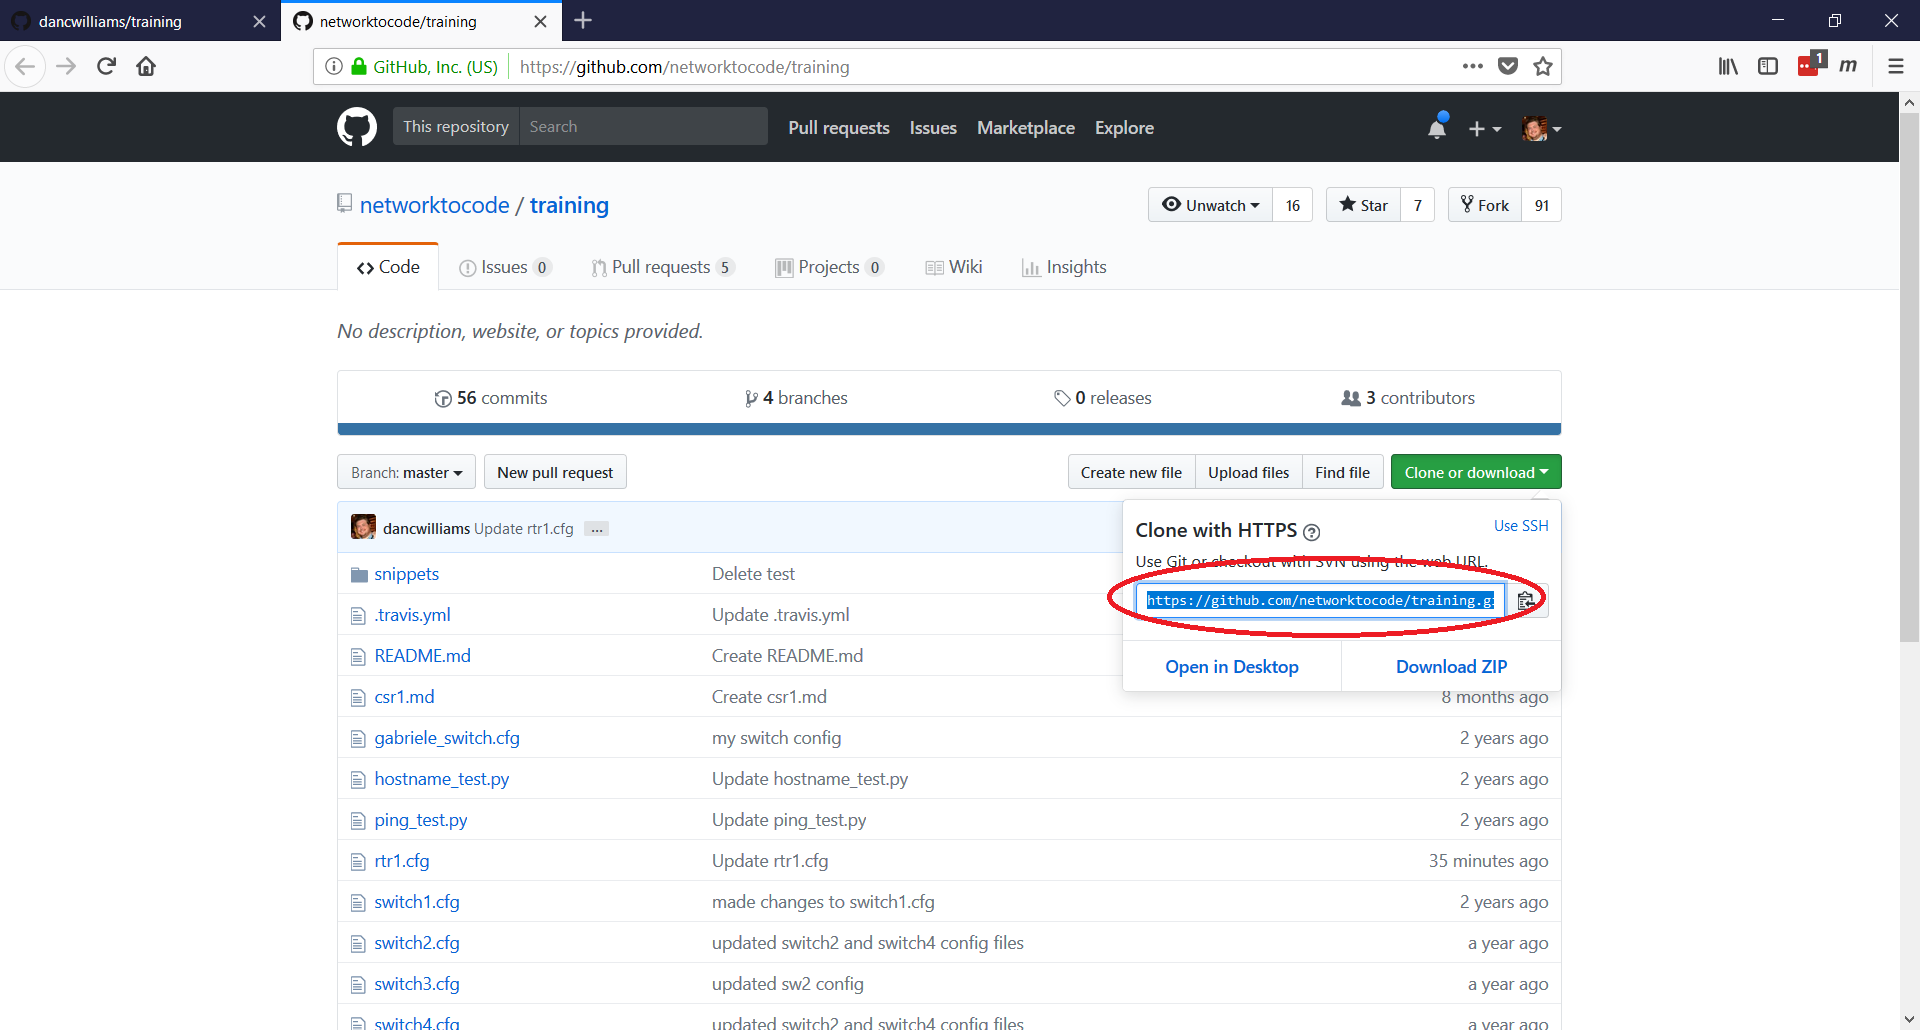 dancwilliams/training
networktocode/training
GitHub, Inc. (US)
https://github.com/networktocode/training
1
m
This repository
Search
Pull requests
Issues
Marketplace
Explore
networktocode / training
Unwatch
16
Star
7
Fork
91
Code
Issues 0
Pull requests 5
Projects 0
Wiki
Insights
No description, website, or topics provided.
56 commits
4 branches
0 releases
3 contributors
Branch: master
New pull request
Create new file
Upload files
Find file
Clone or download
dancwilliams Update rtr1.cfg ...
Clone with HTTPS
Use SSH
Use Git or checkout with SVN using the web URL.
https://github.com/networktocode/training.g
Open in Desktop
Download ZIP
snippets
Delete test
.travis.yml
Update .travis.yml
README.md
Create README.md
csr1.md
Create csr1.md
8 months ago
gabriele_switch.cfg
my switch config
2 years ago
hostname_test.py
Update hostname_test.py
2 years ago
ping_test.py
Update ping_test.py
2 years ago
rtr1.cfg
Update rtr1.cfg
35 minutes ago
switch1.cfg
made changes to switch1.cfg
2 years ago
switch2.cfg
updated switch2 and switch4 config files
a year ago
switch3.cfg
updated sw2 config
a year ago
switch4.cfg
updated switch2 and switch4 config files
a year ago